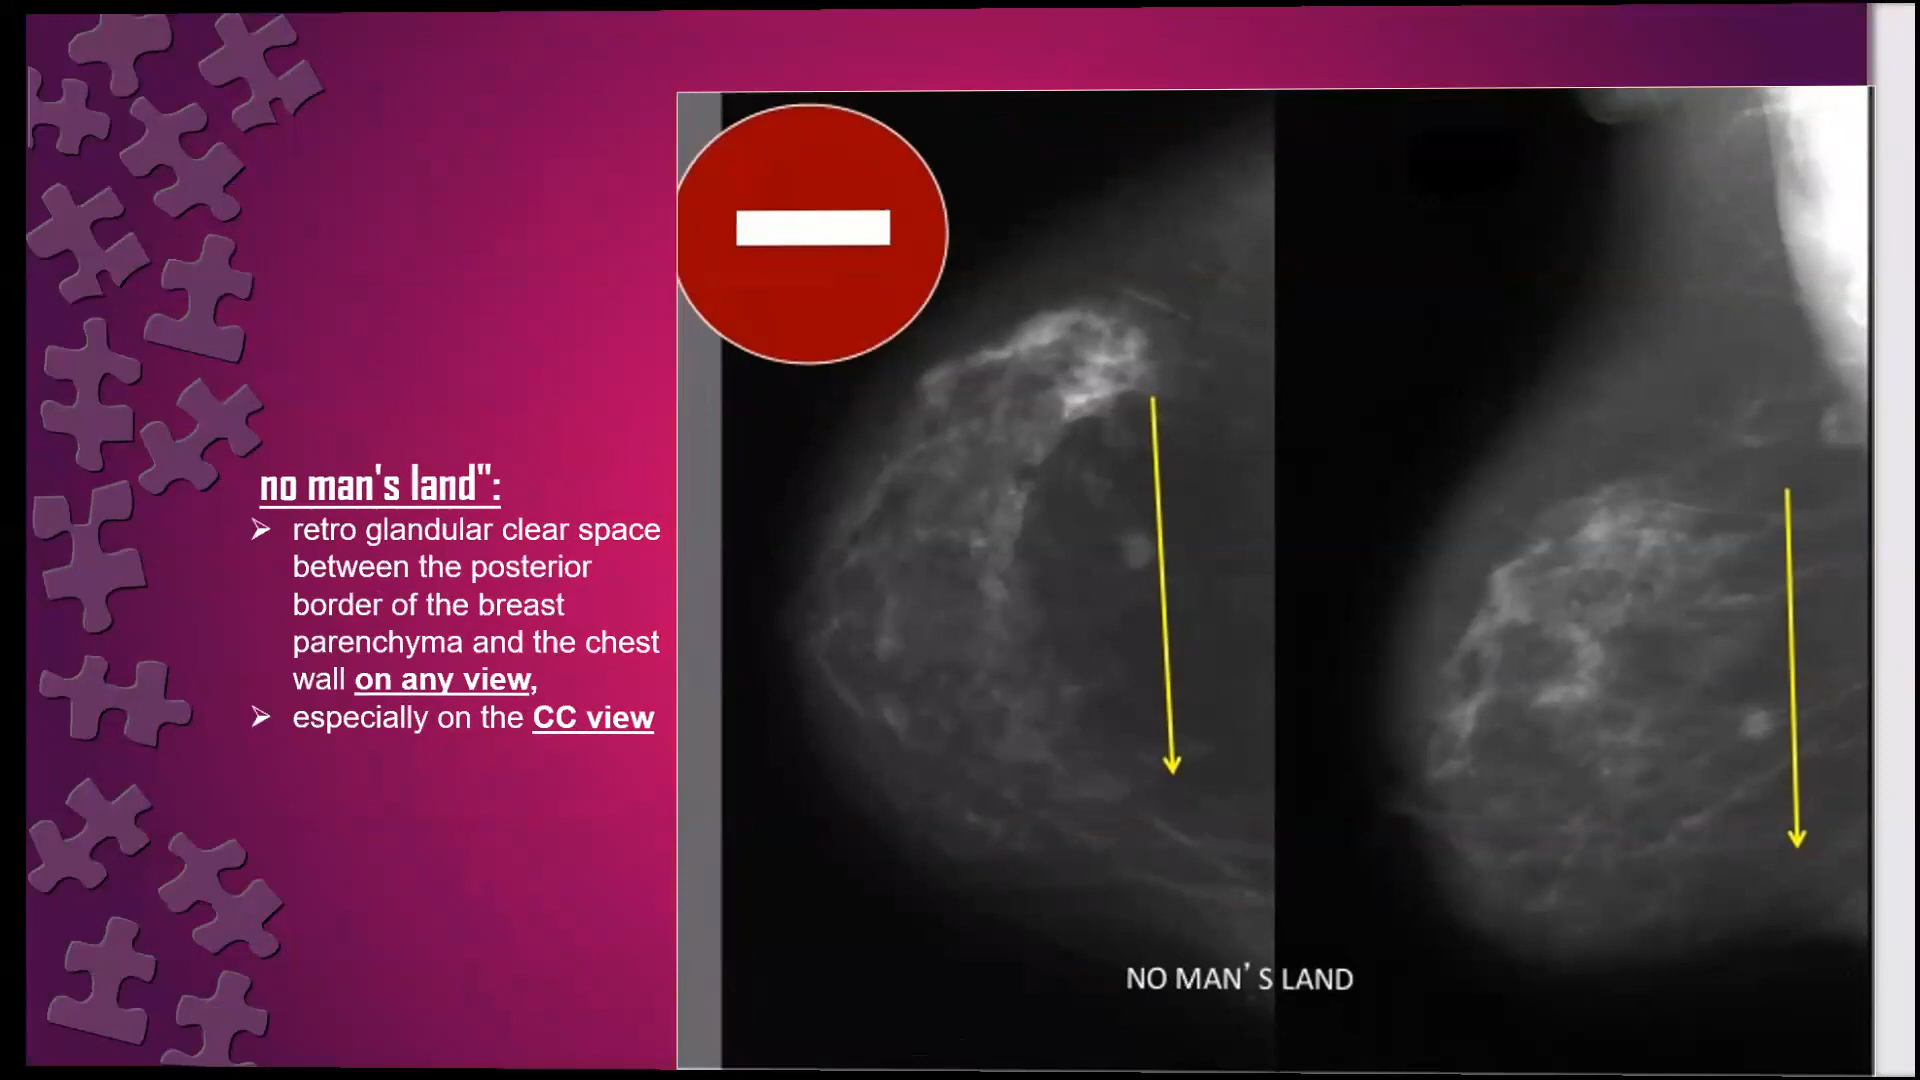 no man's land":
➢ retro glandular clear space
between the posterior
border of the breast
parenchyma and the chest
wall on any view,
➢ especially on the CC view
NO MAN'S LAND